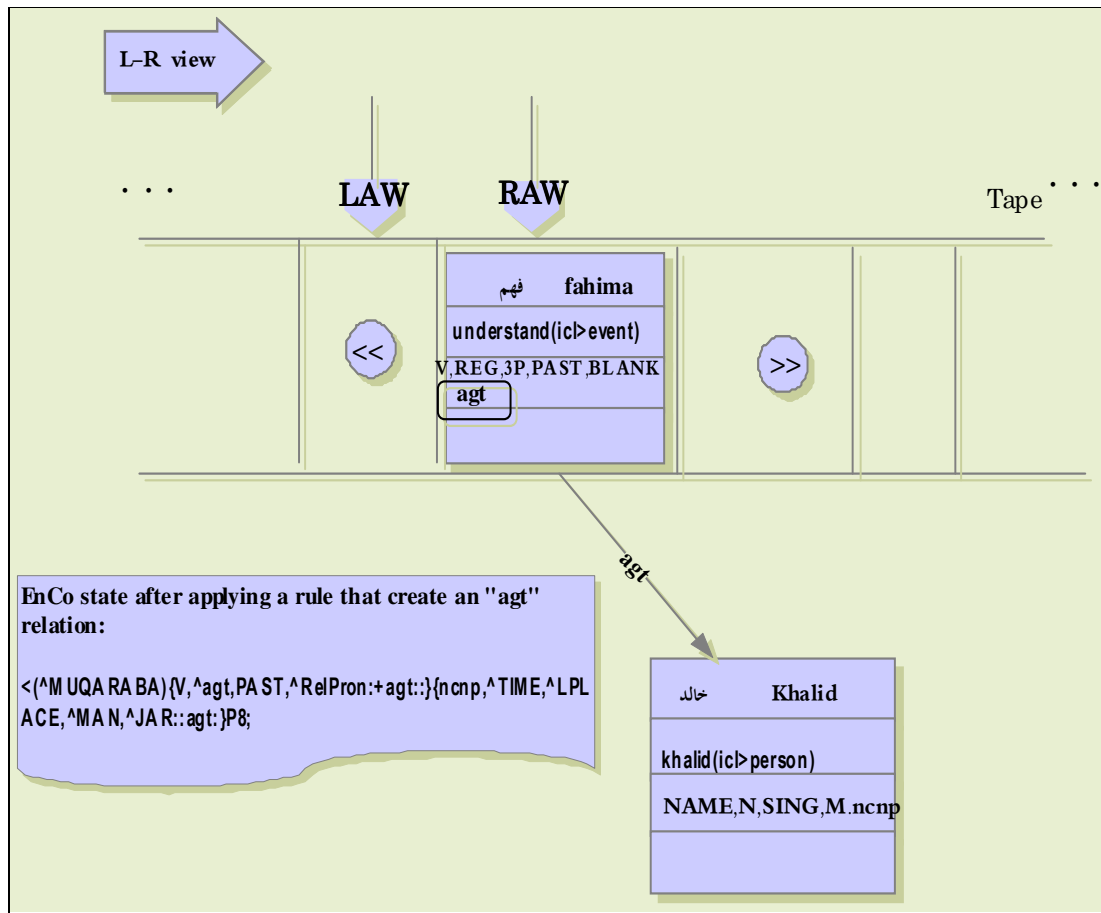 L–R view
. . .
LAW
RAW
Tape . . .
فهم fahima
understand(icl>event)
<<
V,REG,3P,PAST,BLANK
>>
agt
agt
EnCo state after applying a rule that create an "agt"
relation:
<(^MUQARABA){V,^agt,PAST,^RelPron:+agt::}{ncnp,^TIME,^LPL
ACE,^MAN,^JAR::agt:}P8;
خالد Khalid
khalid(icl>person)
NAME,N,SING,M.ncnp